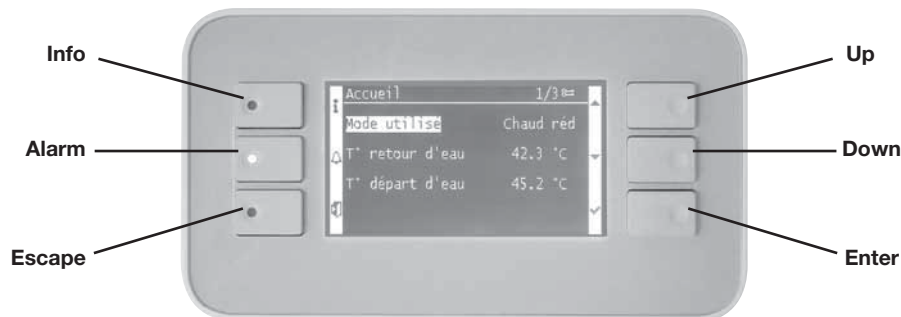 Info
Alarm
Escape
Accueil 1/3
Mode utilisé Chaud réd
T° retour d'eau 42.3 °C
T° départ d'eau 45.2 °C
Up
Down
Enter